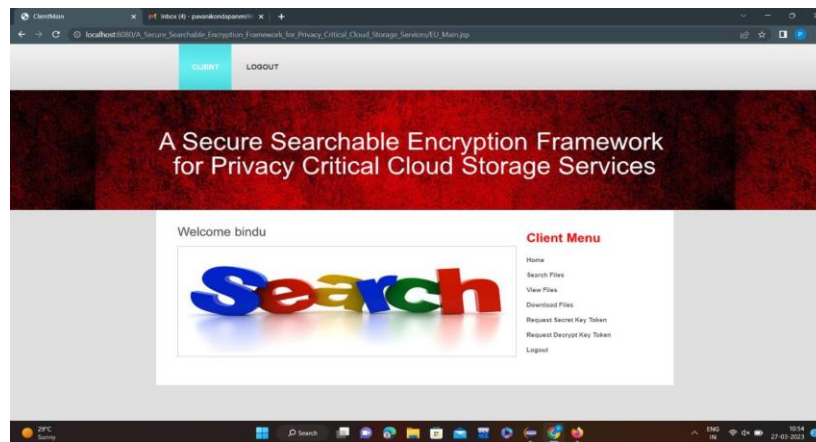 ClientMain
Inbox (4) - pavanikondapanen
localhost:8080/A_Secure_Searchable_Encryption_Framework_for_Privacy_Critical_Cloud_Storage_Services/EU_Main.jsp
CLIENT LOGOUT
A Secure Searchable Encryption Framework
for Privacy Critical Cloud Storage Services
Welcome bindu
Search
Client Menu
Home
Search Files
View Files
Download Files
Request Secret Key Token
Request Decrypt Key Token
Logout
29°C
Sunny
Search
ENG
IN
10:54
27-03-2023